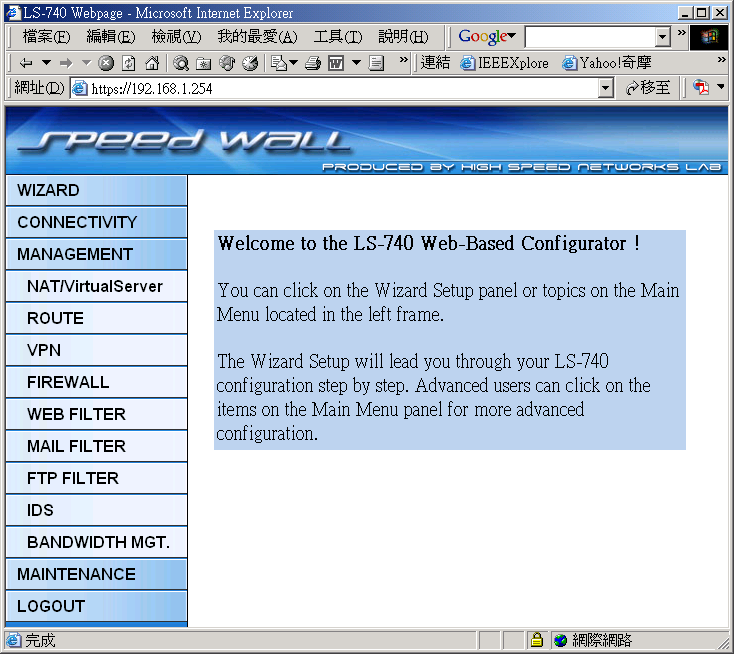 LS-740 Webpage - Microsoft Internet Explorer
檔案(F) 編輯(E) 檢視(V) 我的最愛(A) 工具(T) 說明(H) Google »
» 連結 IEEEXplore Yahoo!奇摩 »
網址(D) https://192.168.1.254 移至
speed wall
PRODUCED BY HIGH SPEED NETWORKS LAB
WIZARD
CONNECTIVITY
MANAGEMENT
NAT/VirtualServer
ROUTE
VPN
FIREWALL
WEB FILTER
MAIL FILTER
FTP FILTER
IDS
BANDWIDTH MGT.
MAINTENANCE
LOGOUT
Welcome to the LS-740 Web-Based Configurator !
You can click on the Wizard Setup panel or topics on the Main
Menu located in the left frame.
The Wizard Setup will lead you through your LS-740
configuration step by step. Advanced users can click on the
items on the Main Menu panel for more advanced
configuration.
完成 網際網路